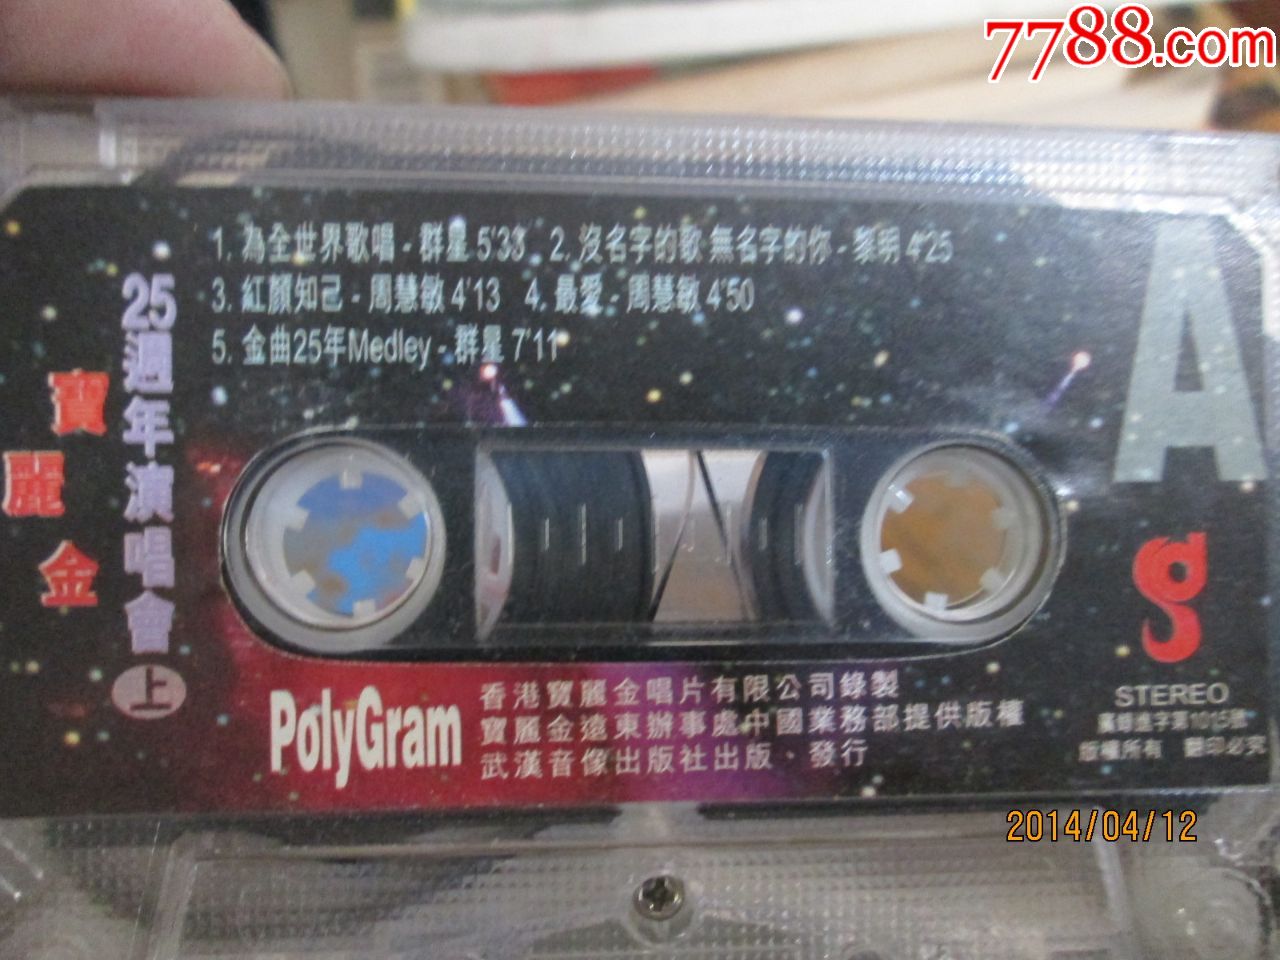 7788.com
1. 為全世界歌唱 - 群星 5'33 2. 沒名字的歌 無名字的你 - 黎明 4'25
3. 紅顏知己 - 周慧敏 4'13 4. 最愛 - 周慧敏 4'50
5. 金曲25年Medley - 群星 7'11
A
寶麗金
25週年演唱會
上
PolyGram
香港寶麗金唱片有限公司錄製
寶麗金遠東辦事處中國業務部提供版權
武漢音像出版社出版、發行
STEREO
版權所有 翻印必究
2014/04/12